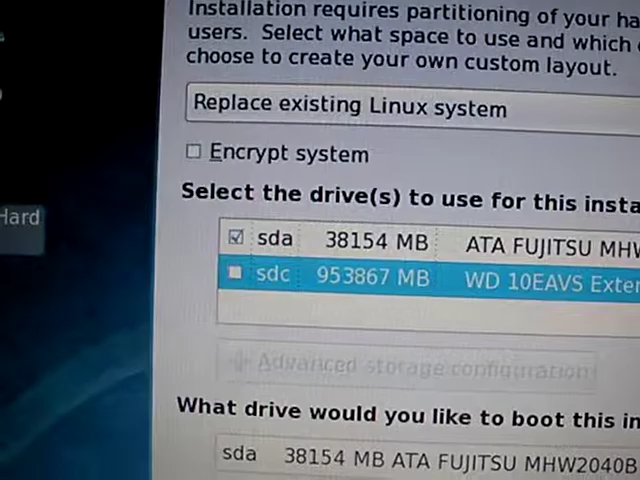 Installation requires partitioning of your ha
users. Select what space to use and which
choose to create your own custom layout.
Replace existing Linux system
Encrypt system
Hard
Select the drive(s) to use for this insta
sda 38154 MB ATA FUJITSU MHW
sdc 953867 MB WD 10EAVS Exter
Advanced storage configuration
What drive would you like to boot this in
sda 38154 MB ATA FUJITSU MHW2040B